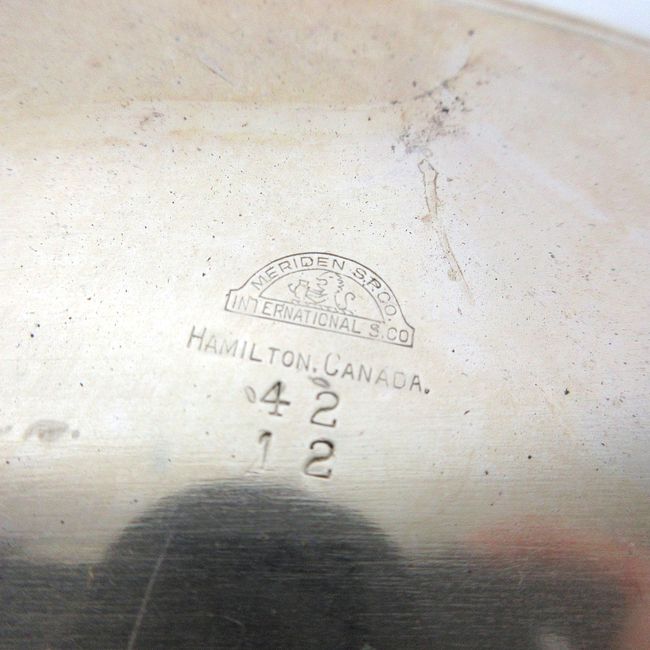 MERIDEN S.P.CO.
INTERNATIONAL S.CO
HAMILTON. CANADA.
42
12